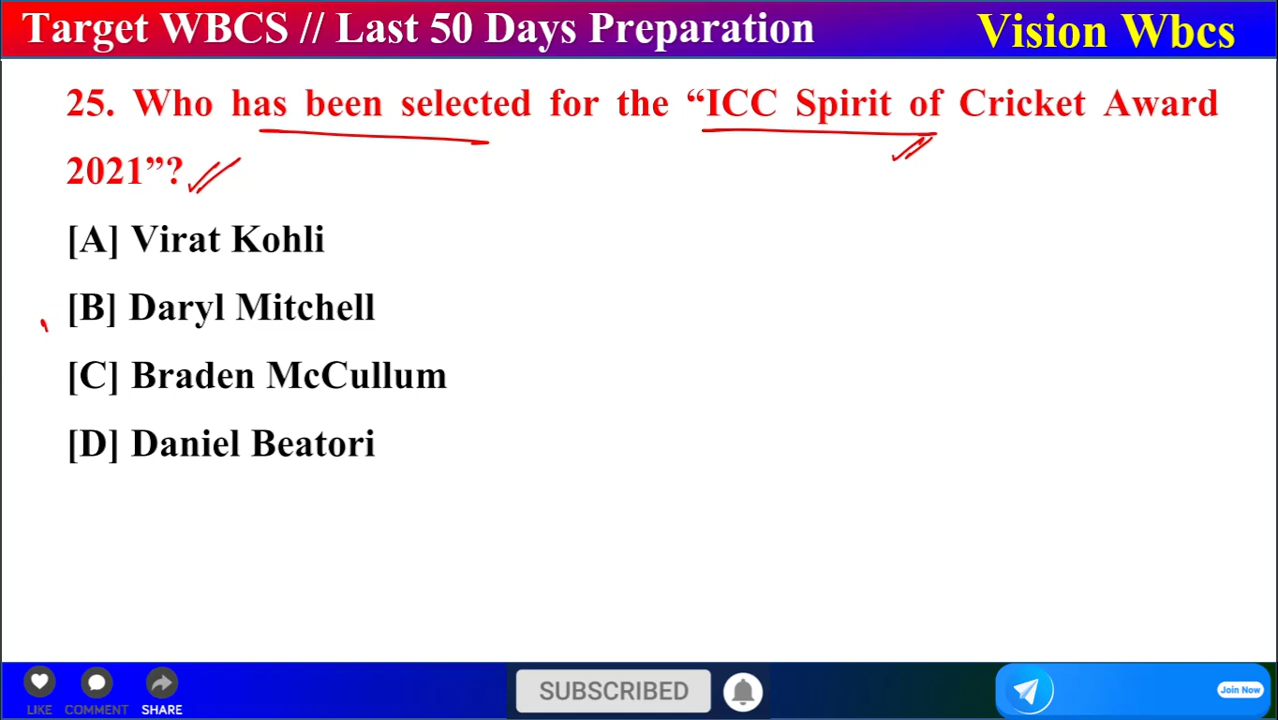 Target WBCS // Last 50 Days Preparation Vision Wbcs
25. Who has been selected for the “ICC Spirit of Cricket Award
2021”?
[A] Virat Kohli
[B] Daryl Mitchell
[C] Braden McCullum
[D] Daniel Beatori
LIKE COMMENT SHARE SUBSCRIBED Join Now